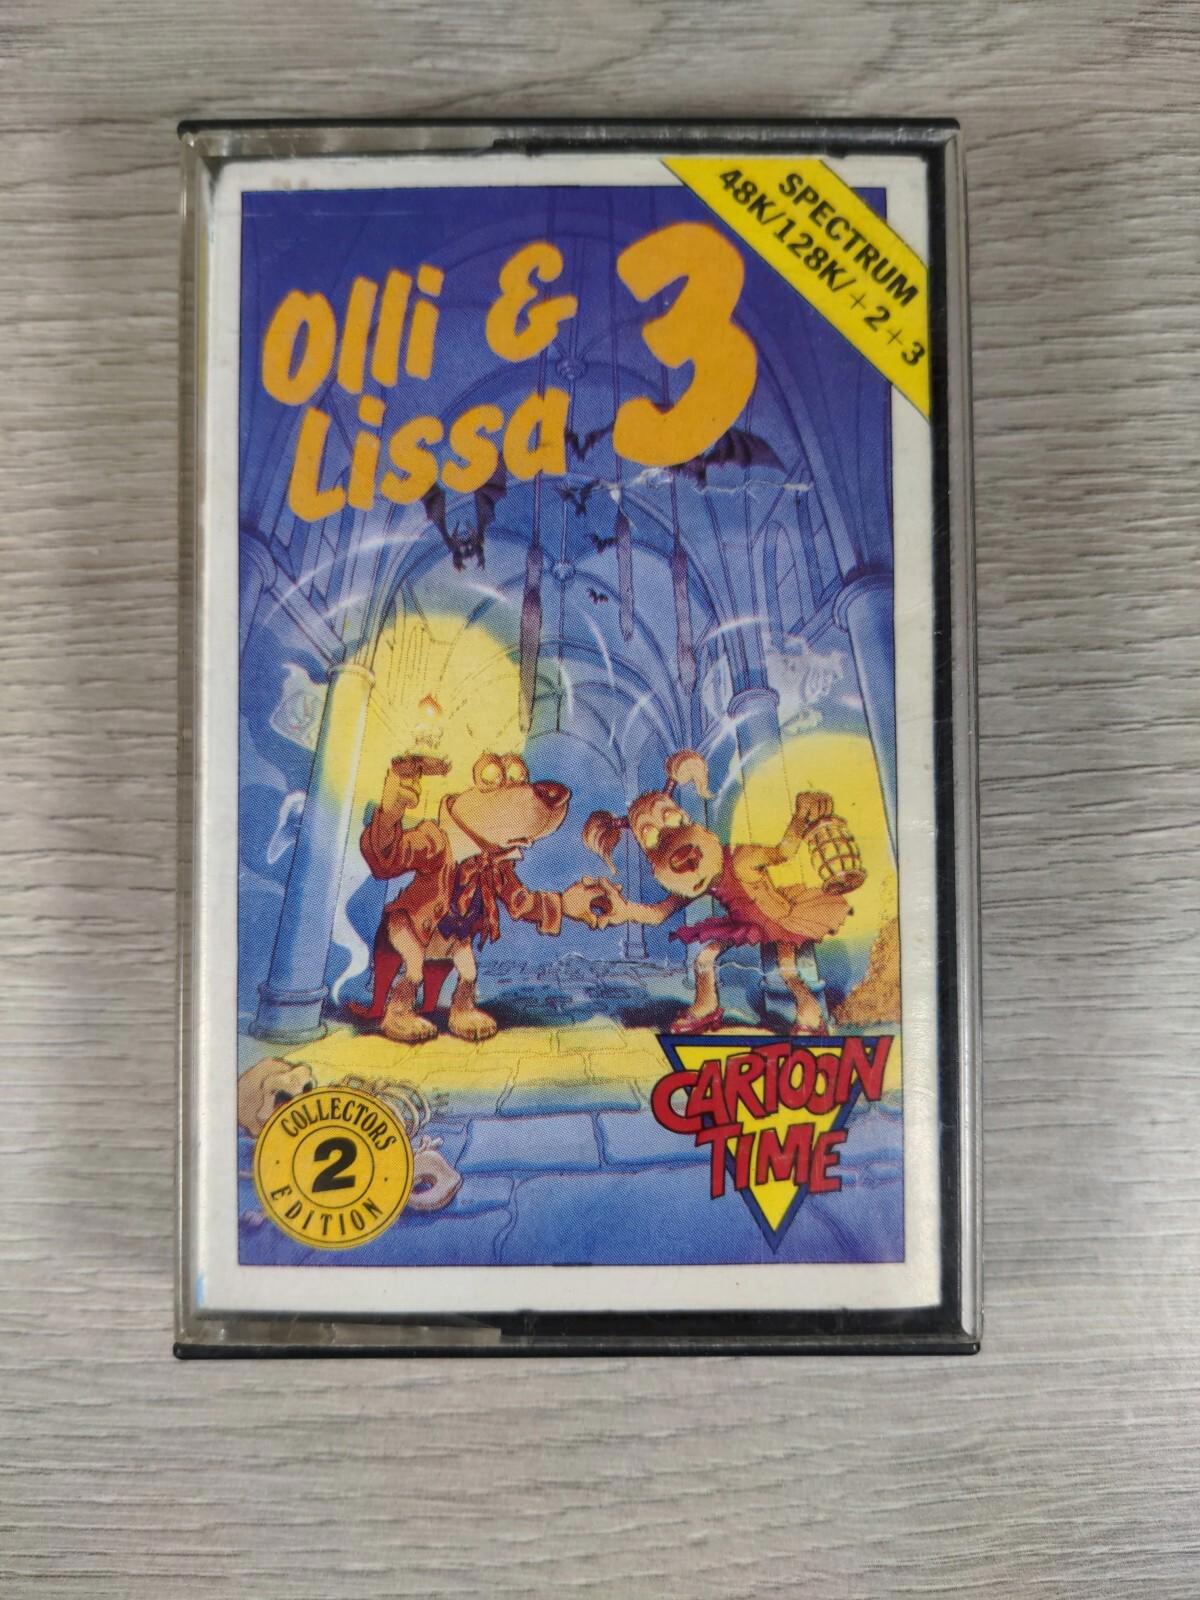 SPECTRUM
48K/128K/+2+3
Olli &
Lissa
3
CARTOON
TIME
COLLECTORS
2
EDITION